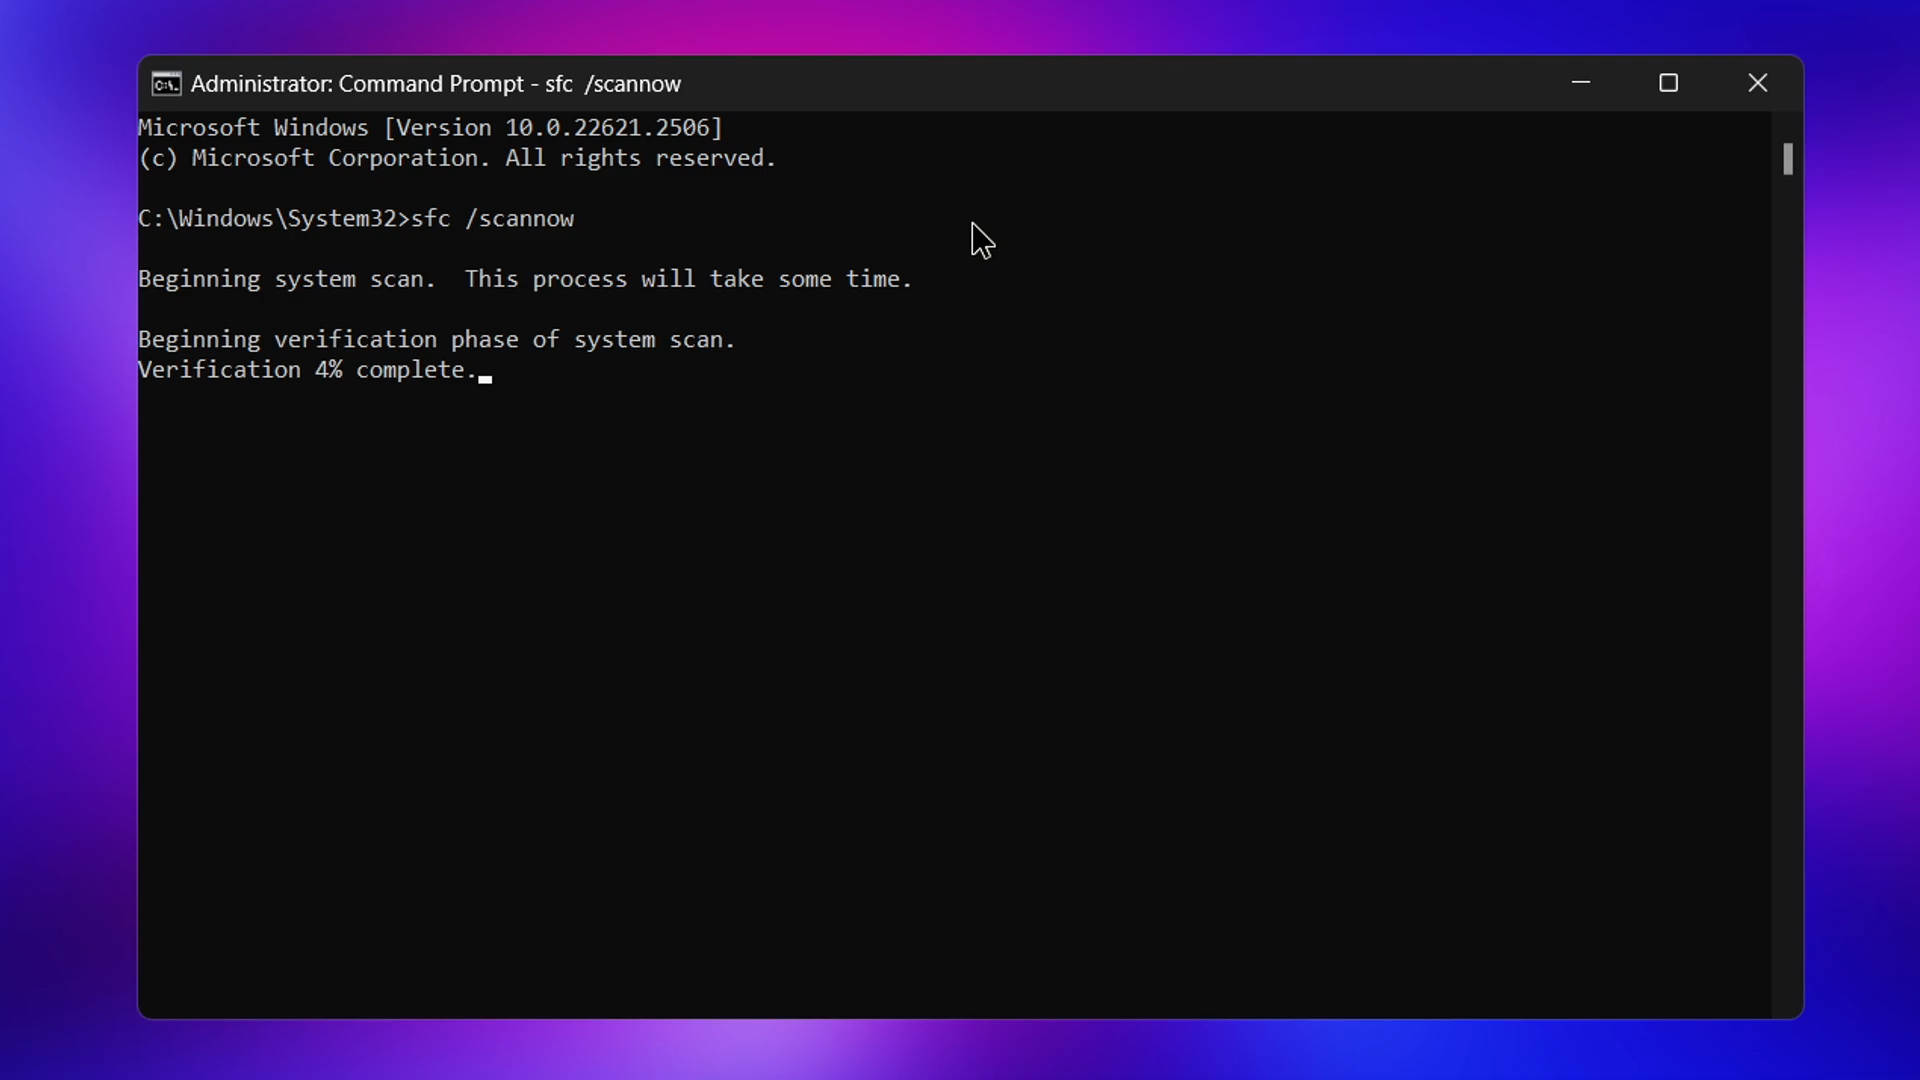 Administrator: Command Prompt - sfc  /scannow
Microsoft Windows [Version 10.0.22621.2506]
(c) Microsoft Corporation. All rights reserved.
C:\Windows\System32>sfc /scannow
Beginning system scan.  This process will take some time.
Beginning verification phase of system scan.
Verification 4% complete.